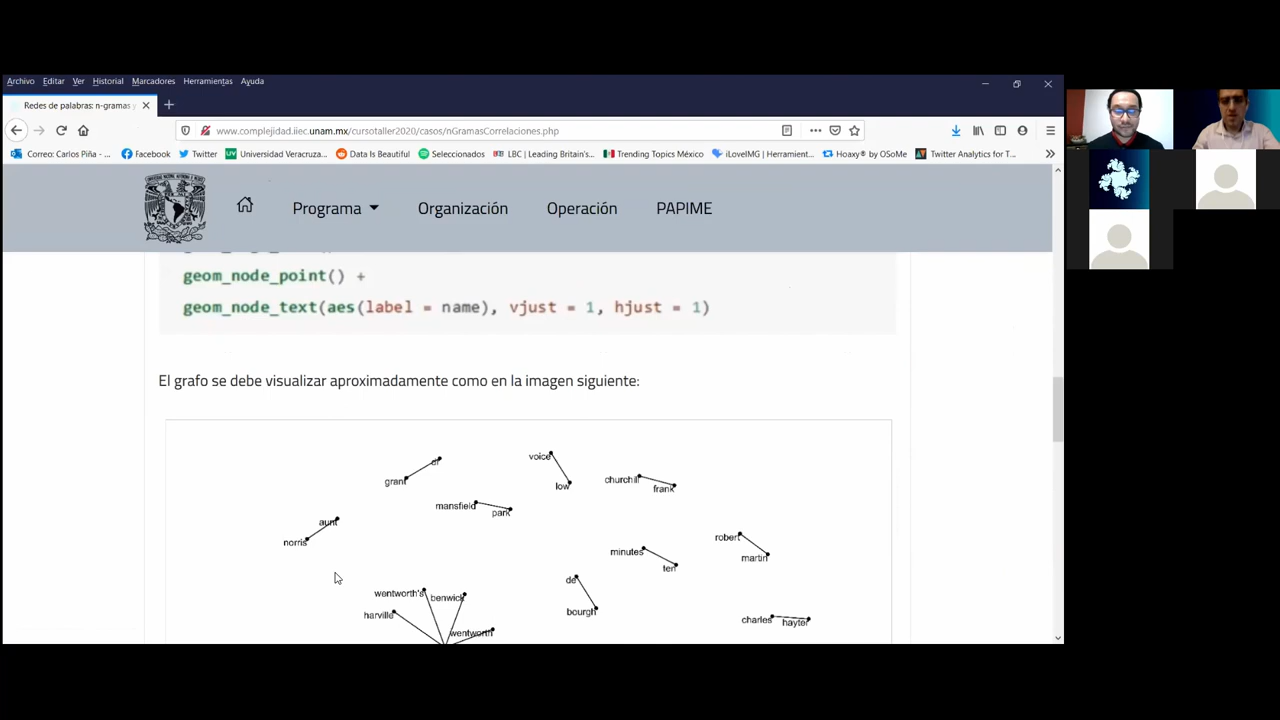 Archivo Editar Ver Historial Marcadores Herramientas Ayuda
Redes de palabras: n-gramas y
www.complejidad.iiec.unam.mx/cursotaller2020/casos/nGramasCorrelaciones.php
Correo: Carlos Piña - ... Facebook Twitter Universidad Veracruza... Data Is Beautiful Seleccionados LBC | Leading Britain's... Trending Topics México iLoveIMG | Herramient... Hoaxy® by OSoMe Twitter Analytics for T...
Programa Organización Operación PAPIME
geom_node_point() +
geom_node_text(aes(label = name), vjust = 1, hjust = 1)
El grafo se debe visualizar aproximadamente como en la imagen siguiente:
voice
dr
grant
churchill
low
frank
mansfield
park
aunt
norris
robert
minutes
martin
ten
de
wentworth's
benwick
bourgh
harville
charles
hayter
wentworth